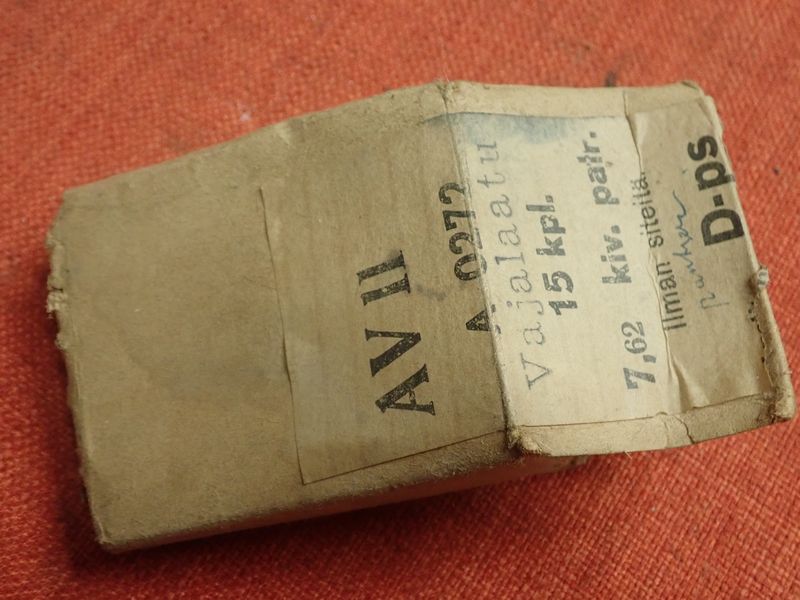 AV II
A 0272
Vajalaatu
15 kpl.
7,62 kiv. patr.
Ilman siteitä.
D-ps